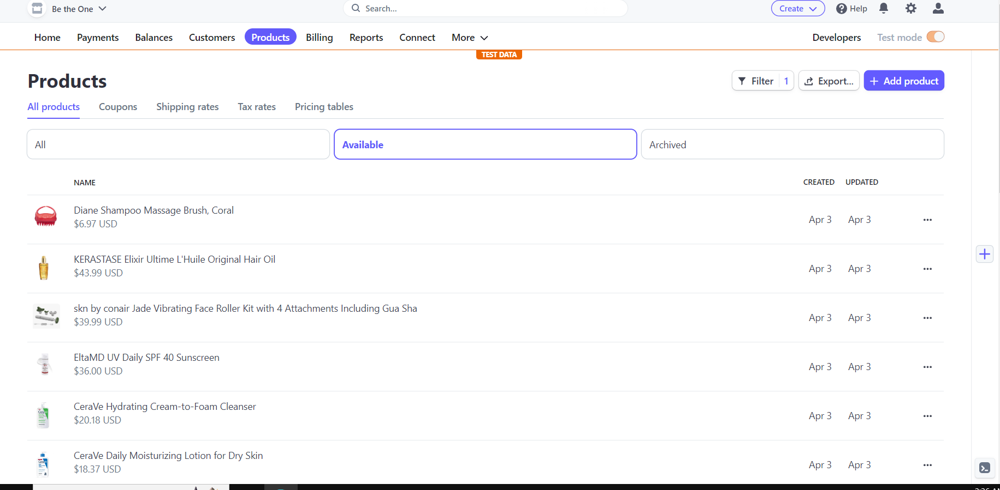 Be the One
Search...
Create
Help
Home Payments Balances Customers Products Billing Reports Connect More
Developers Test mode
TEST DATA
Products
Filter 1 Export... Add product
All products Coupons Shipping rates Tax rates Pricing tables
All Available Archived
NAME CREATED UPDATED
Diane Shampoo Massage Brush, Coral
$6.97 USD
Apr 3 Apr 3
KERASTASE Elixir Ultime L'Huile Original Hair Oil
$43.99 USD
Apr 3 Apr 3
skn by conair Jade Vibrating Face Roller Kit with 4 Attachments Including Gua Sha
$39.99 USD
Apr 3 Apr 3
EltaMD UV Daily SPF 40 Sunscreen
$36.00 USD
Apr 3 Apr 3
CeraVe Hydrating Cream-to-Foam Cleanser
$20.18 USD
Apr 3 Apr 3
CeraVe Daily Moisturizing Lotion for Dry Skin
$18.37 USD
Apr 3 Apr 3